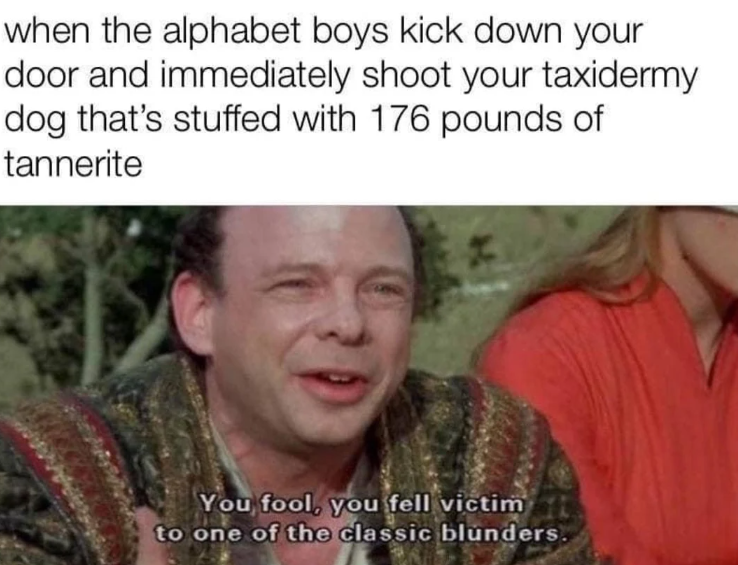 when the alphabet boys kick down your
door and immediately shoot your taxidermy
dog that’s stuffed with 176 pounds of
tannerite
You fool, you fell victim
to one of the classic blunders.